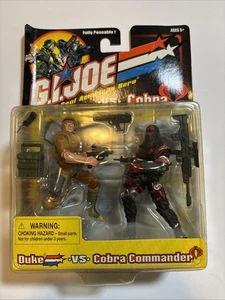 Fully Poseable!
AGES 5+
G.I. JOE
Real American Hero
-VS- Cobra
WARNING:
CHOKING HAZARD – Small parts.
Not for children under 3 years.
Duke -VS- Cobra Commander